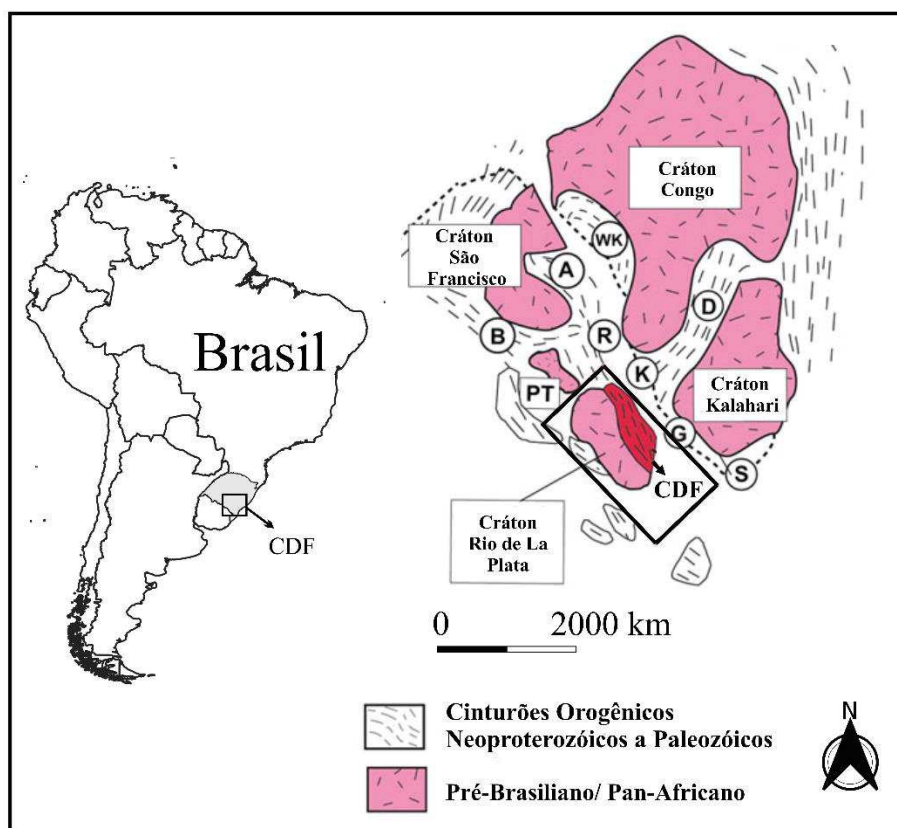 Brasil
CDF
Cráton
Congo
Cráton
São
Francisco
WK
A
D
B
R
K
Cráton
Kalahari
PT
G
S
CDF
Cráton
Rio de La
Plata
0 2000 km
Cinturões Orogênicos
Neoproterozóicos a Paleozóicos
Pré-Brasiliano/ Pan-Africano
N